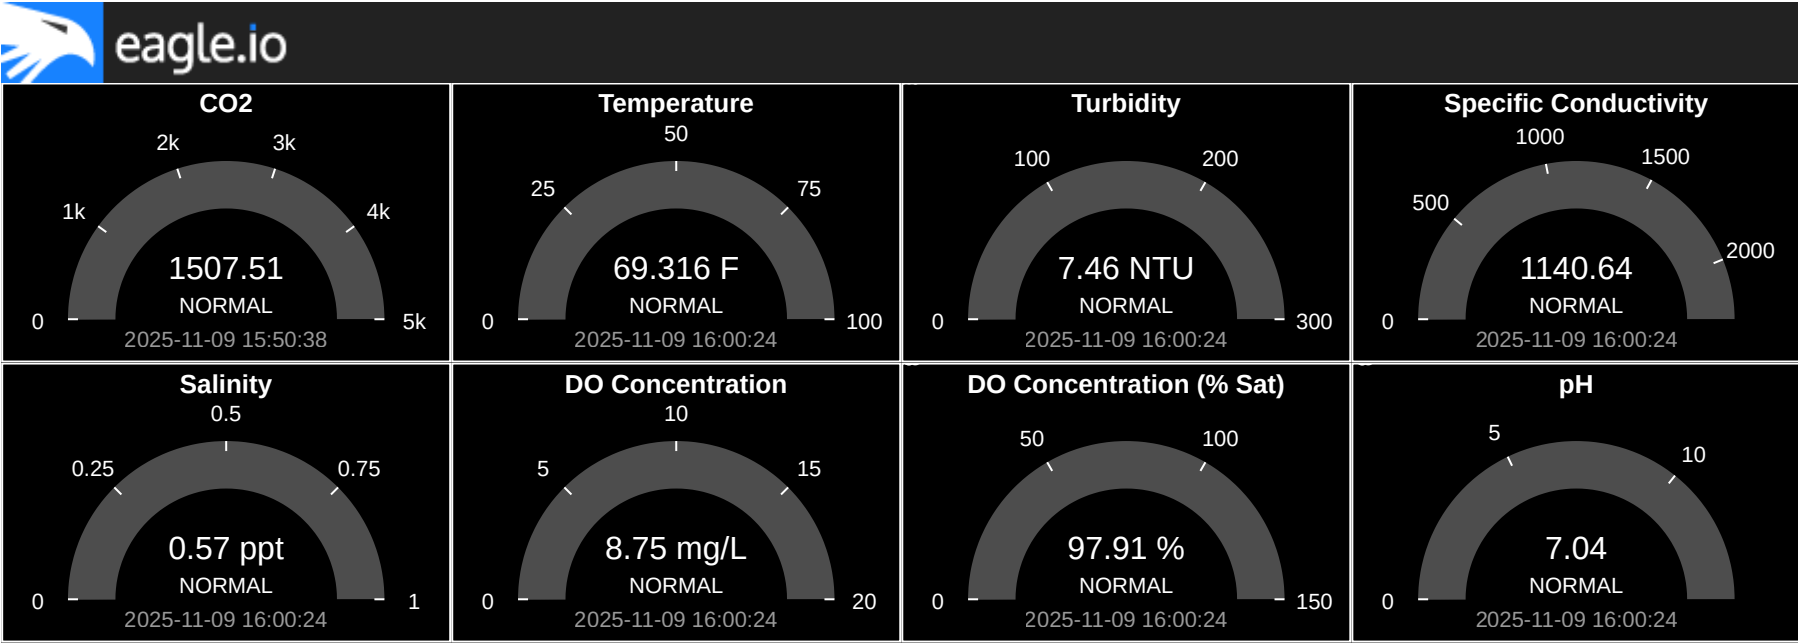 eagle.io
CO2
2k 3k
1k 4k
1507.51
NORMAL
0 5k
2025-11-09 15:50:38
Temperature
50
25 75
69.316 F
NORMAL
0 100
2025-11-09 16:00:24
Turbidity
100 200
7.46 NTU
NORMAL
0 300
2025-11-09 16:00:24
Specific Conductivity
1000
1500
500
2000
1140.64
NORMAL
0
2025-11-09 16:00:24
Salinity
0.5
0.25 0.75
0.57 ppt
NORMAL
0 1
2025-11-09 16:00:24
DO Concentration
10
5 15
8.75 mg/L
NORMAL
0 20
2025-11-09 16:00:24
DO Concentration (% Sat)
50 100
97.91 %
NORMAL
0 150
2025-11-09 16:00:24
pH
5
10
7.04
NORMAL
0
2025-11-09 16:00:24